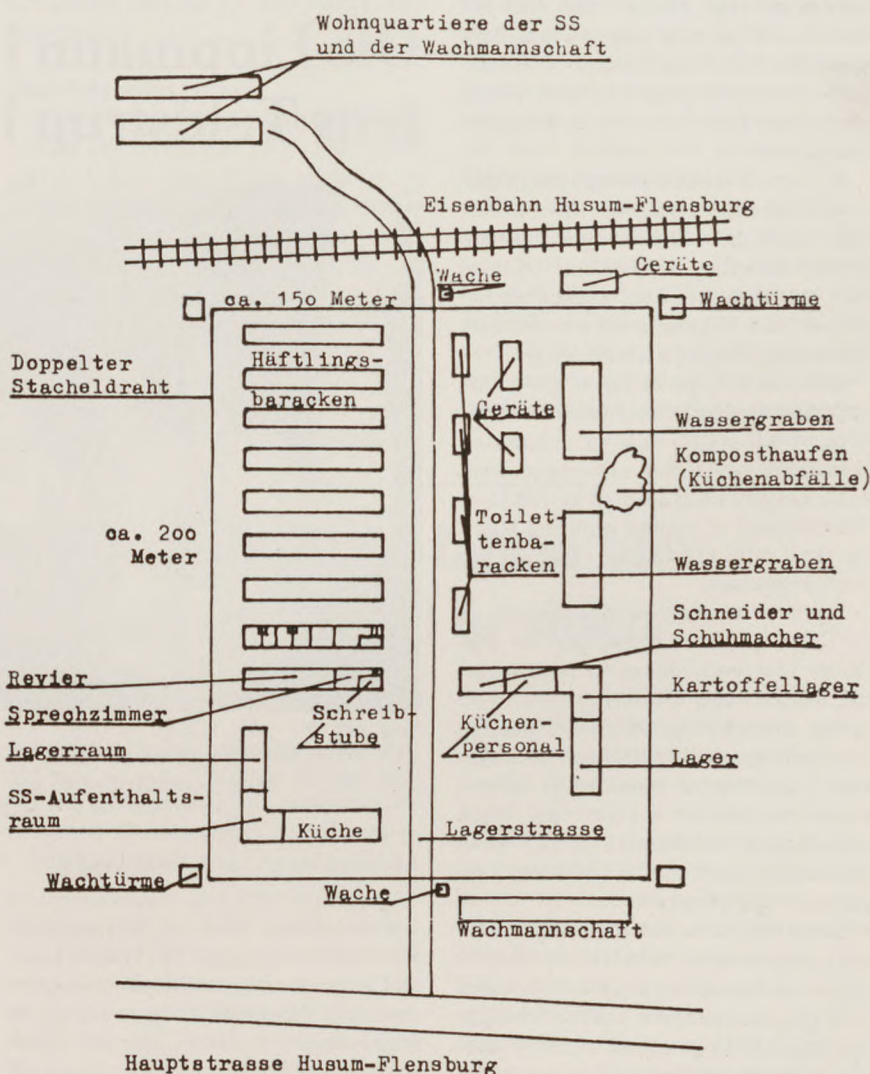 Wohnquartiere der SS
und der Wachmannschaft
Eisenbahn Husum-Flensburg
Wache
Geräte
ca. 150 Meter
Wachtürme
Doppelter
Stacheldraht
Häftlings-
baracken
Geräte
Wassergraben
Komposthaufen
(Küchenabfälle)
ca. 200
Meter
Toilet-
tenba-
racken
Wassergraben
Schneider und
Schuhmacher
Revier
Sprechzimmer
Schreib-
stube
Küchen-
personal
Kartoffellager
Lagerraum
Lager
SS-Aufenthalts-
raum
Küche
Lagerstrasse
Wachtürme
Wache
Wachmannschaft
Hauptstrasse Husum-Flensburg